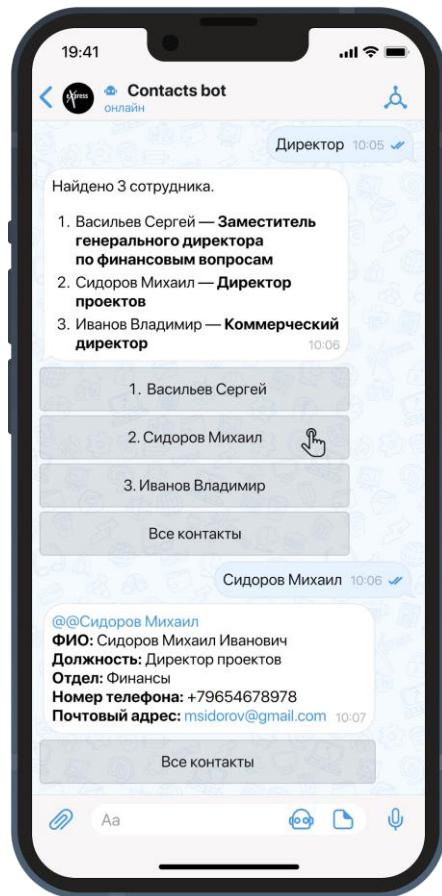 19:41
eXpress
Contacts bot
онлайн
Директор 10:05
Найдено 3 сотрудника.
1. Васильев Сергей — Заместитель
генерального директора
по финансовым вопросам
2. Сидоров Михаил — Директор
проектов
3. Иванов Владимир — Коммерческий
директор 10:06
1. Васильев Сергей
2. Сидоров Михаил
3. Иванов Владимир
Все контакты
Сидоров Михаил 10:06
@@Сидоров Михаил
ФИО: Сидоров Михаил Иванович
Должность: Директор проектов
Отдел: Финансы
Номер телефона: +79654678978
Почтовый адрес: msidorov@gmail.com 10:07
Все контакты
Aa